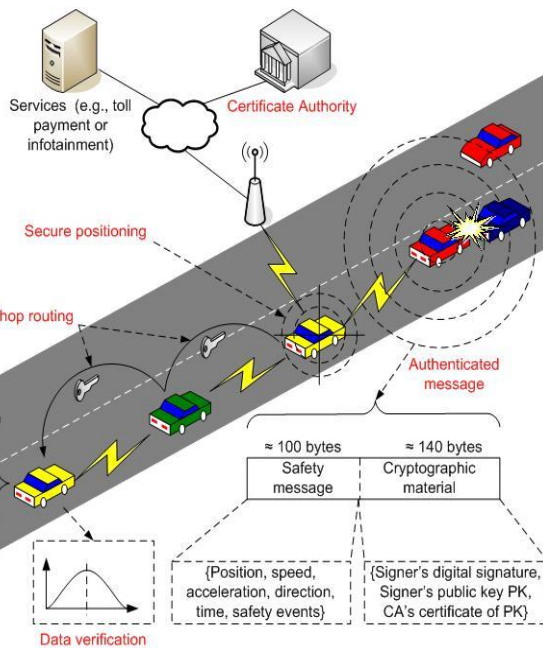 Services (e.g., toll
payment or
infotainment)
Certificate Authority
Secure positioning
hop routing
Authenticated
message
≈ 100 bytes
≈ 140 bytes
Safety
message
Cryptographic
material
{Position, speed,
acceleration, direction,
time, safety events}
{Signer's digital signature,
Signer's public key PK,
CA's certificate of PK}
Data verification